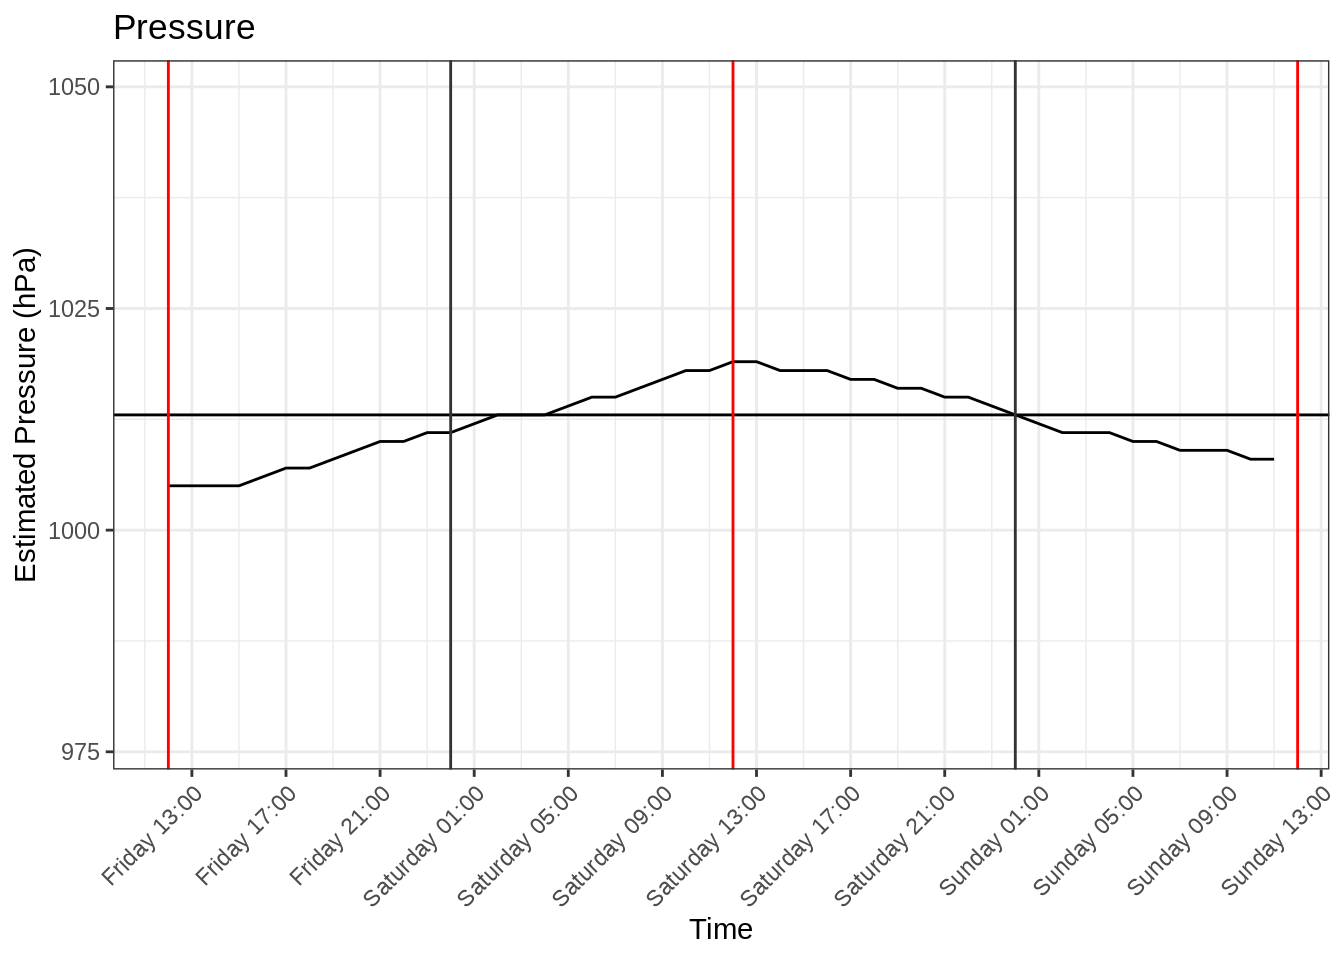 Pressure
Estimated Pressure (hPa)
1050
1025
1000
975
Friday 13:00
Friday 17:00
Friday 21:00
Saturday 01:00
Saturday 05:00
Saturday 09:00
Saturday 13:00
Saturday 17:00
Saturday 21:00
Sunday 01:00
Sunday 05:00
Sunday 09:00
Sunday 13:00
Time